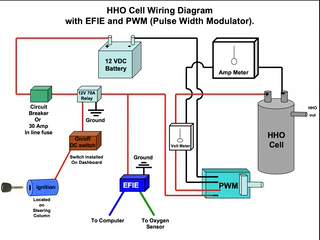 HHO Cell Wiring Diagram
with EFIE and PWM (Pulse Width Modulator).
12 VDC
Battery
Amp Meter
Circuit
Breaker
Or
30 Amp
In line fuse
12V 70A
Relay
Ground
HHO
out
On/off
DC switch
Switch Installed
On Dashboard
Volt Meter
HHO
Cell
Ground
Ignition
EFIE
PWM
Located
on
Steering
Column
To Computer
To Oxygen
Sensor